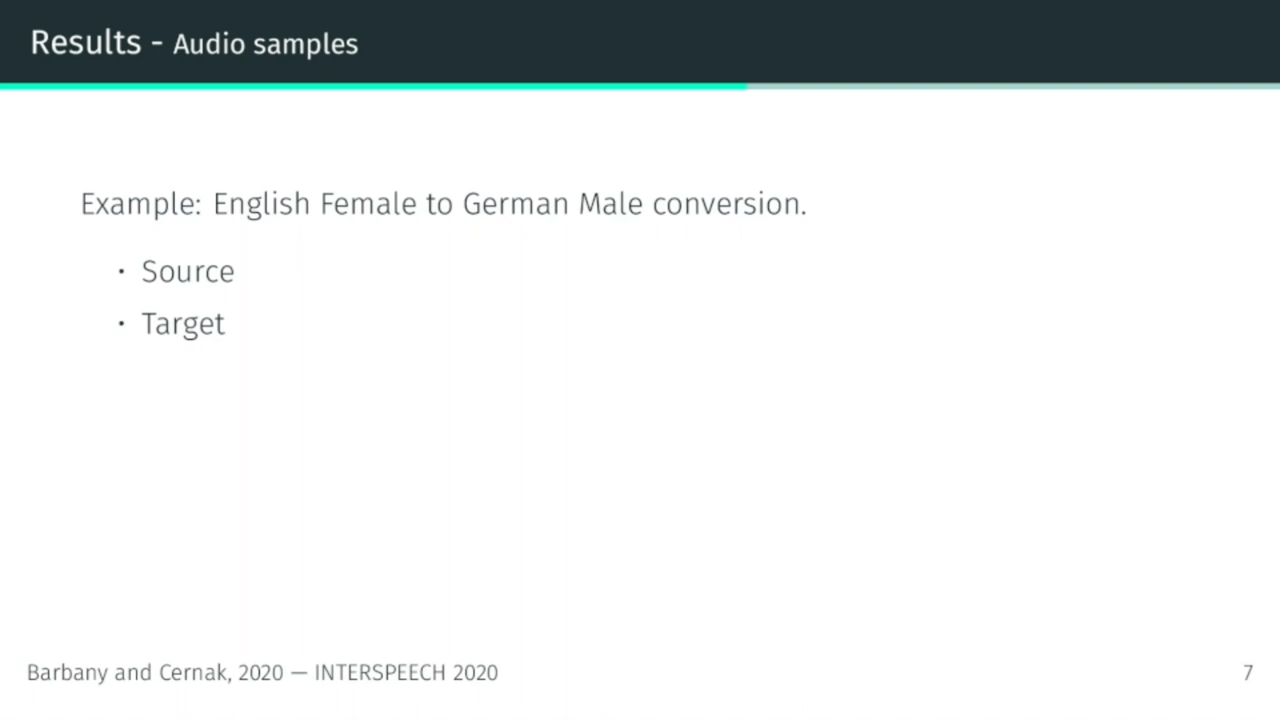 Results - Audio samples
Example: English Female to German Male conversion.
· Source
· Target
Barbany and Cernak, 2020 — INTERSPEECH 2020
7